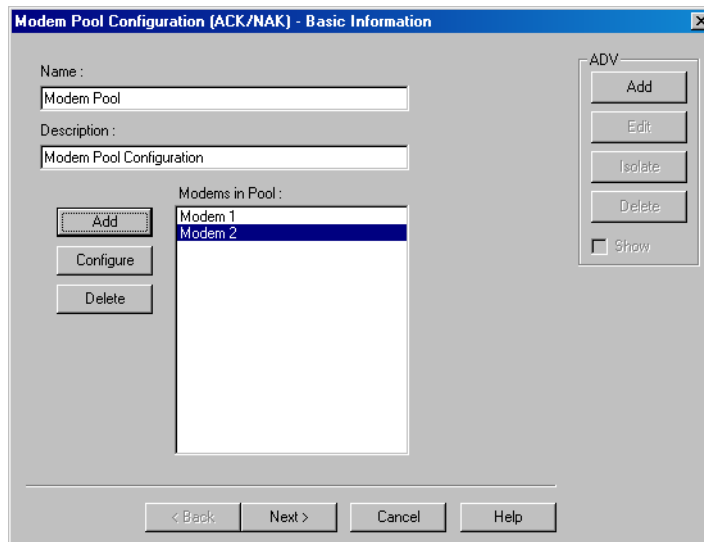 Modem Pool Configuration (ACK/NAK) - Basic Information
Name :
Modem Pool
Description :
Modem Pool Configuration
Modems in Pool :
Modem 1
Modem 2
Add
Configure
Delete
ADV
Add
Edit
Isolate
Delete
Show
< Back
Next >
Cancel
Help